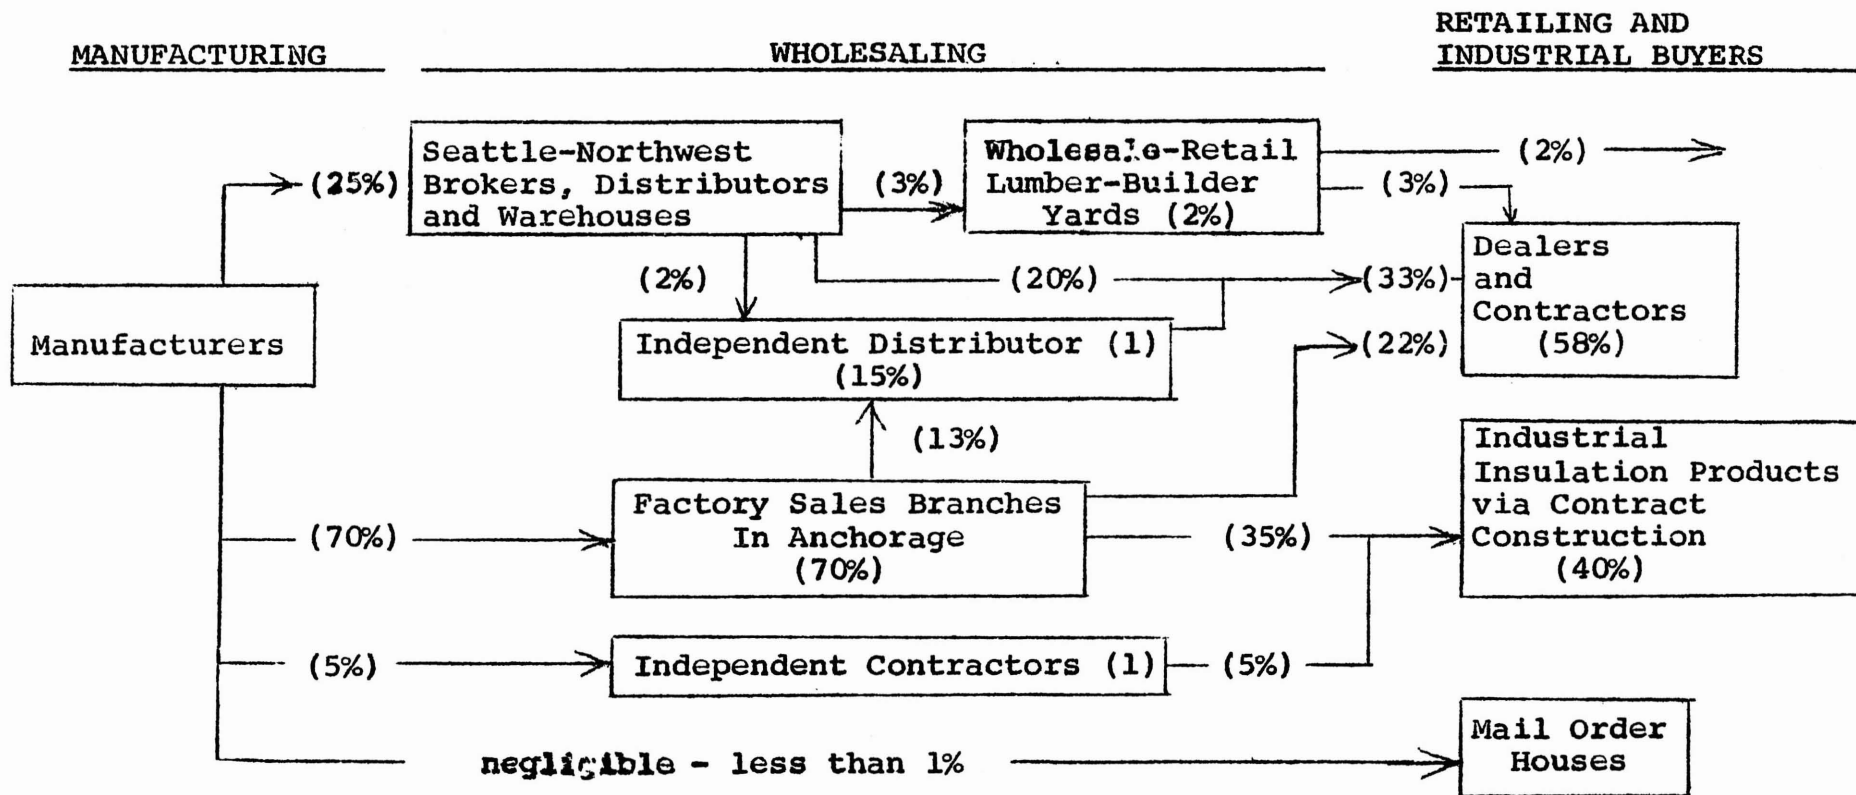 MANUFACTURING
WHOLESALING
RETAILING AND
INDUSTRIAL BUYERS
(25%)
Seattle-Northwest
Brokers, Distributors
and Warehouses
(3%)
Wholesale-Retail
Lumber-Builder
Yards (2%)
(2%)
(3%)
Dealers
and
Contractors
(58%)
(2%)
(20%)
(33%)
(22%)
Manufacturers
Independent Distributor (1)
(15%)
(13%)
Factory Sales Branches
In Anchorage
(70%)
(70%)
(35%)
Industrial
Insulation Products
via Contract
Construction
(40%)
(5%)
Independent Contractors (1)
(5%)
negligible - less than 1%
Mail Order
Houses